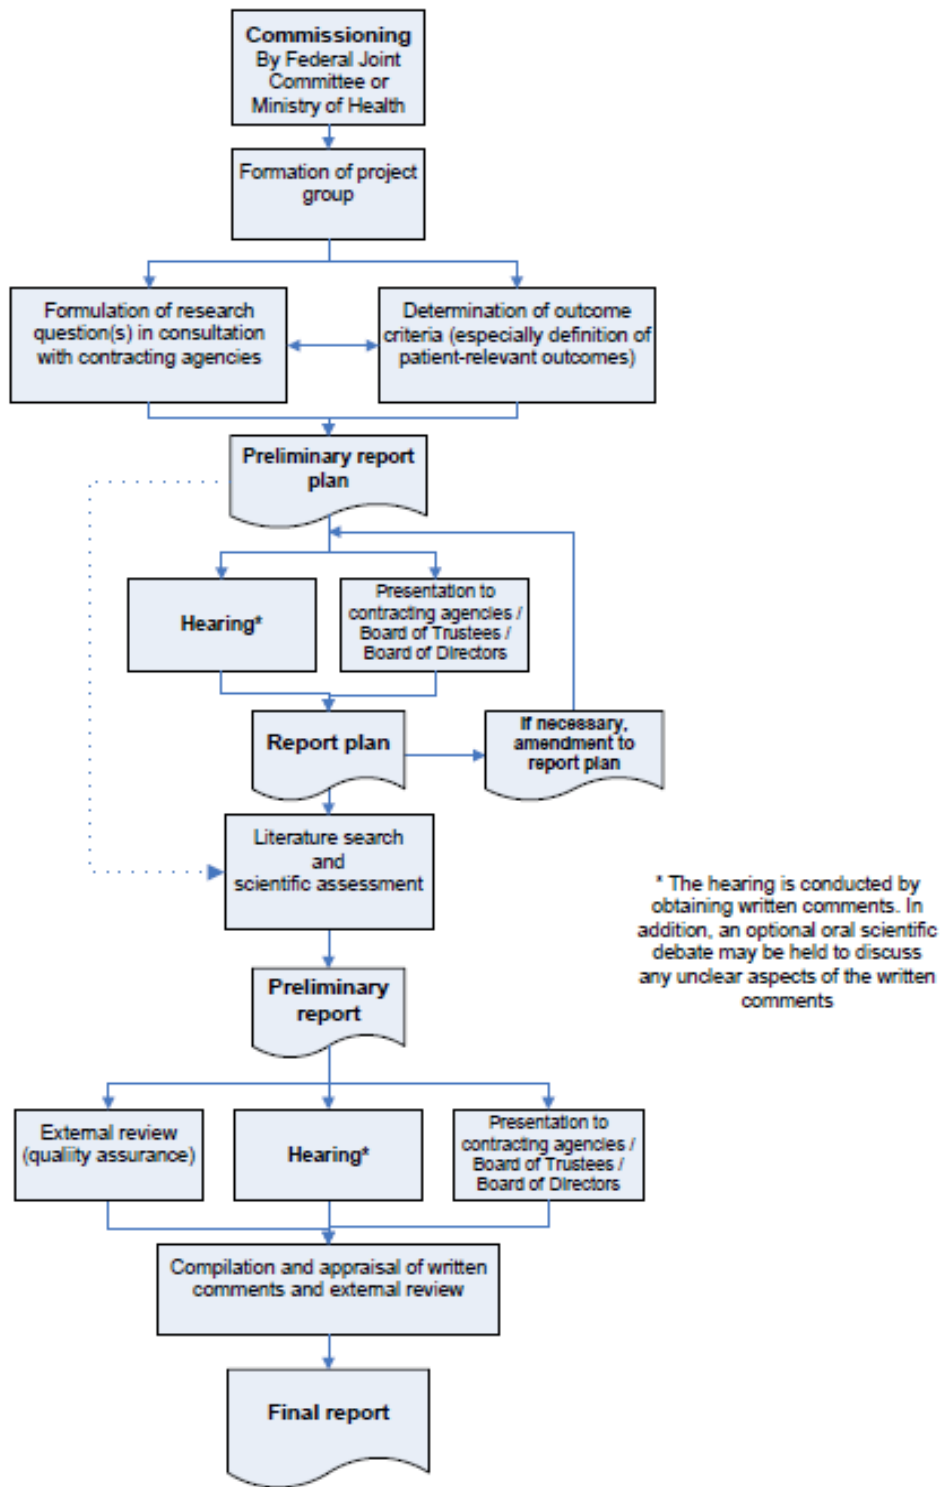 Commissioning
By Federal Joint
Committee or
Ministry of Health
Formation of project
group
Formulation of research
question(s) in consultation
with contracting agencies
Determination of outcome
criteria (especially definition of
patient-relevant outcomes)
Preliminary report
plan
Hearing*
Presentation to
contracting agencies /
Board of Trustees /
Board of Directors
Report plan
If necessary,
amendment to
report plan
Literature search
and
scientific assessment
* The hearing is conducted by
obtaining written comments. In
addition, an optional oral scientific
debate may be held to discuss
any unclear aspects of the written
comments
Preliminary
report
External review
(qualiity assurance)
Hearing*
Presentation to
contracting agencies /
Board of Trustees /
Board of Directors
Compilation and appraisal of written
comments and external review
Final report